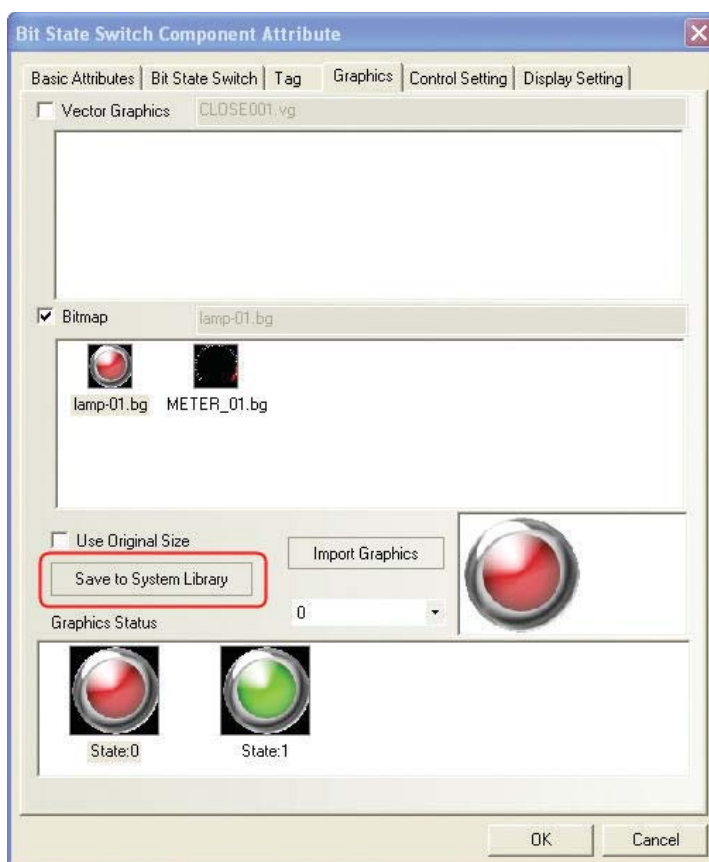 Bit State Switch Component Attribute
Basic Attributes Bit State Switch Tag Graphics Control Setting Display Setting
Vector Graphics CLOSE001.vg
Bitmap lamp-01.bg
lamp-01.bg METER_01.bg
Use Original Size
Import Graphics
Save to System Library
0
Graphics Status
State:0 State:1
OK Cancel